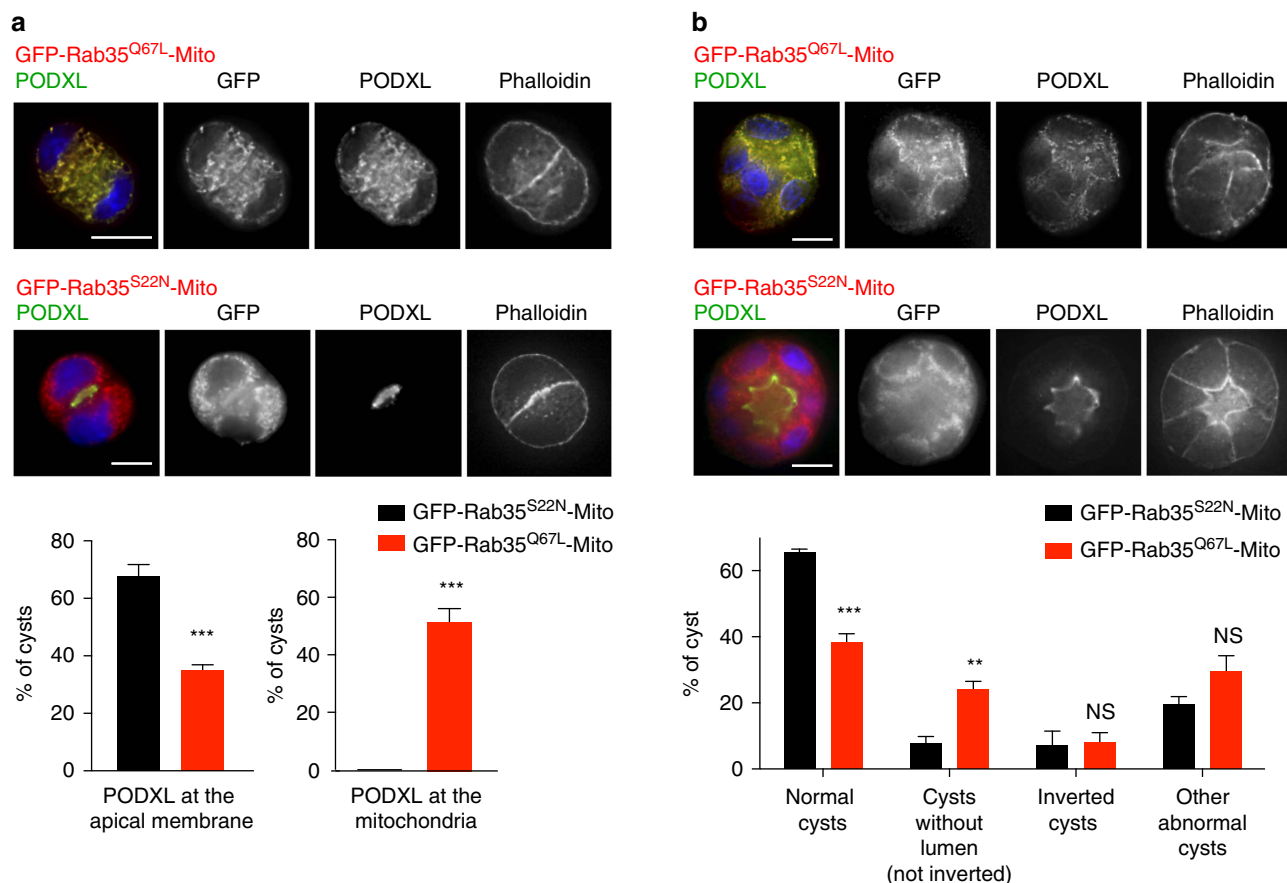 a
GFP-Rab35Q67L-Mito
PODXL GFP PODXL Phalloidin
GFP-Rab35S22N-Mito
PODXL GFP PODXL Phalloidin
GFP-Rab35S22N-Mito
GFP-Rab35Q67L-Mito
% of cysts
80
60
40
20
0
***
PODXL at the
apical membrane
% of cysts
80
60
40
20
0
***
PODXL at the
mitochondria
b
GFP-Rab35Q67L-Mito
PODXL GFP PODXL Phalloidin
GFP-Rab35S22N-Mito
PODXL GFP PODXL Phalloidin
GFP-Rab35S22N-Mito
GFP-Rab35Q67L-Mito
% of cyst
60
40
20
0
***
**
NS
NS
Normal
cysts
Cysts
without
lumen
(not inverted)
Inverted
cysts
Other
abnormal
cysts